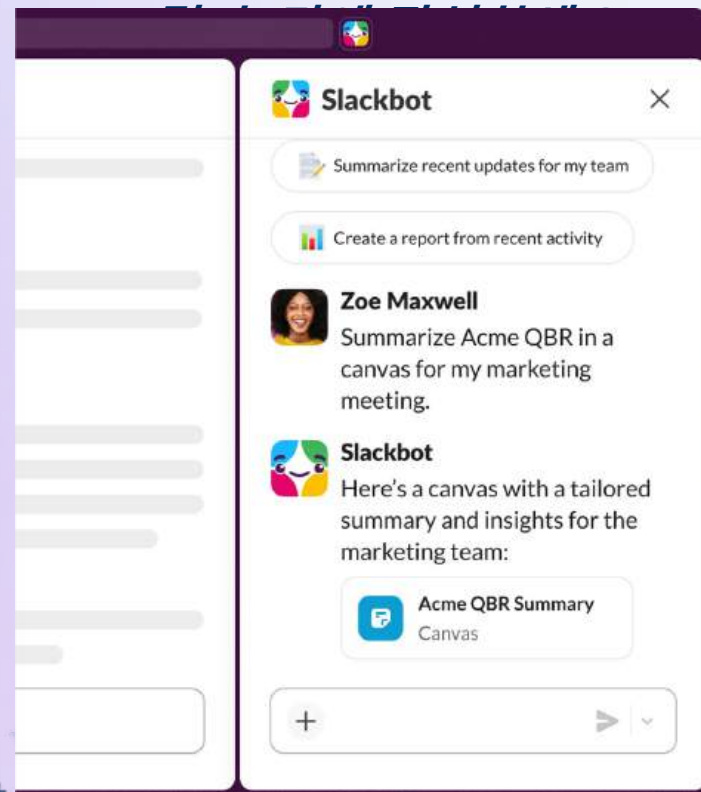 Slackbot
Summarize recent updates for my team
Create a report from recent activity
Zoe Maxwell
Summarize Acme QBR in a
canvas for my marketing
meeting.
Slackbot
Here's a canvas with a tailored
summary and insights for the
marketing team:
Acme QBR Summary
Canvas